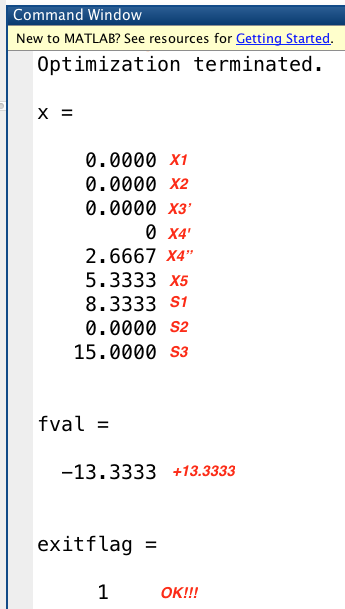 Command Window
New to MATLAB? See resources for Getting Started.
Optimization terminated.
x =
0.0000 X1
0.0000 X2
0.0000 X3'
0 X4'
2.6667 X4”
5.3333 X5
8.3333 S1
0.0000 S2
15.0000 S3
fval =
-13.3333 +13.3333
exitflag =
1 OK!!!